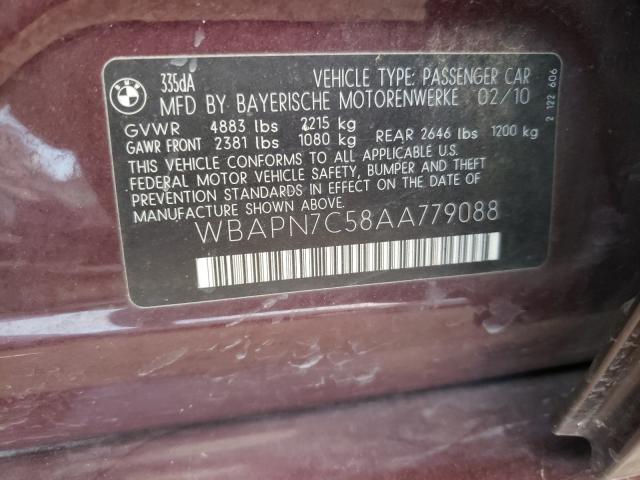 BMW
335dA VEHICLE TYPE: PASSENGER CAR
MFD BY BAYERISCHE MOTORENWERKE 02/10
GVWR 4883 lbs 2215 kg
GAWR FRONT 2381 lbs 1080 kg REAR 2646 lbs 1200 kg
THIS VEHICLE CONFORMS TO ALL APPLICABLE U.S.
FEDERAL MOTOR VEHICLE SAFETY, BUMPER AND THEFT
PREVENTION STANDARDS IN EFFECT ON THE DATE OF
MANUFACTURE SHOWN ABOVE.
WBAPN7C58AA779088
2 122 606